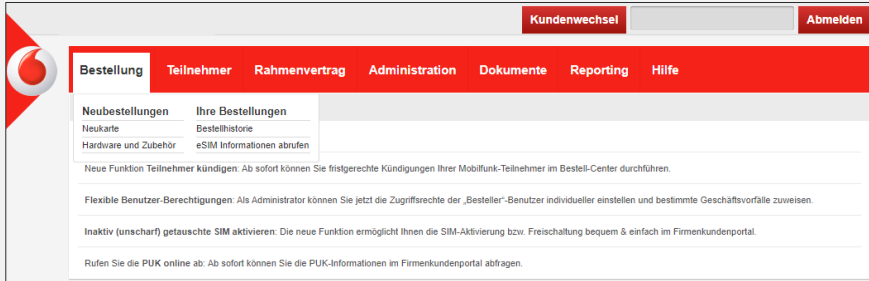 Kundenwechsel Abmelden
Bestellung Teilnehmer Rahmenvertrag Administration Dokumente Reporting Hilfe
Neubestellungen Ihre Bestellungen
Neukarte Bestellhistorie
Hardware und Zubehör eSIM Informationen abrufen
Neue Funktion Teilnehmer kündigen: Ab sofort können Sie fristgerechte Kündigungen Ihrer Mobilfunk-Teilnehmer im Bestell-Center durchführen.
Flexible Benutzer-Berechtigungen: Als Administrator können Sie jetzt die Zugriffsrechte der „Besteller“-Benutzer individueller einstellen und bestimmte Geschäftsvorfälle zuweisen.
Inaktiv (unscharf) getauschte SIM aktivieren: Die neue Funktion ermöglicht Ihnen die SIM-Aktivierung bzw. Freischaltung bequem & einfach im Firmenkundenportal.
Rufen Sie die PUK online ab: Ab sofort können Sie die PUK-Informationen im Firmenkundenportal abfragen.